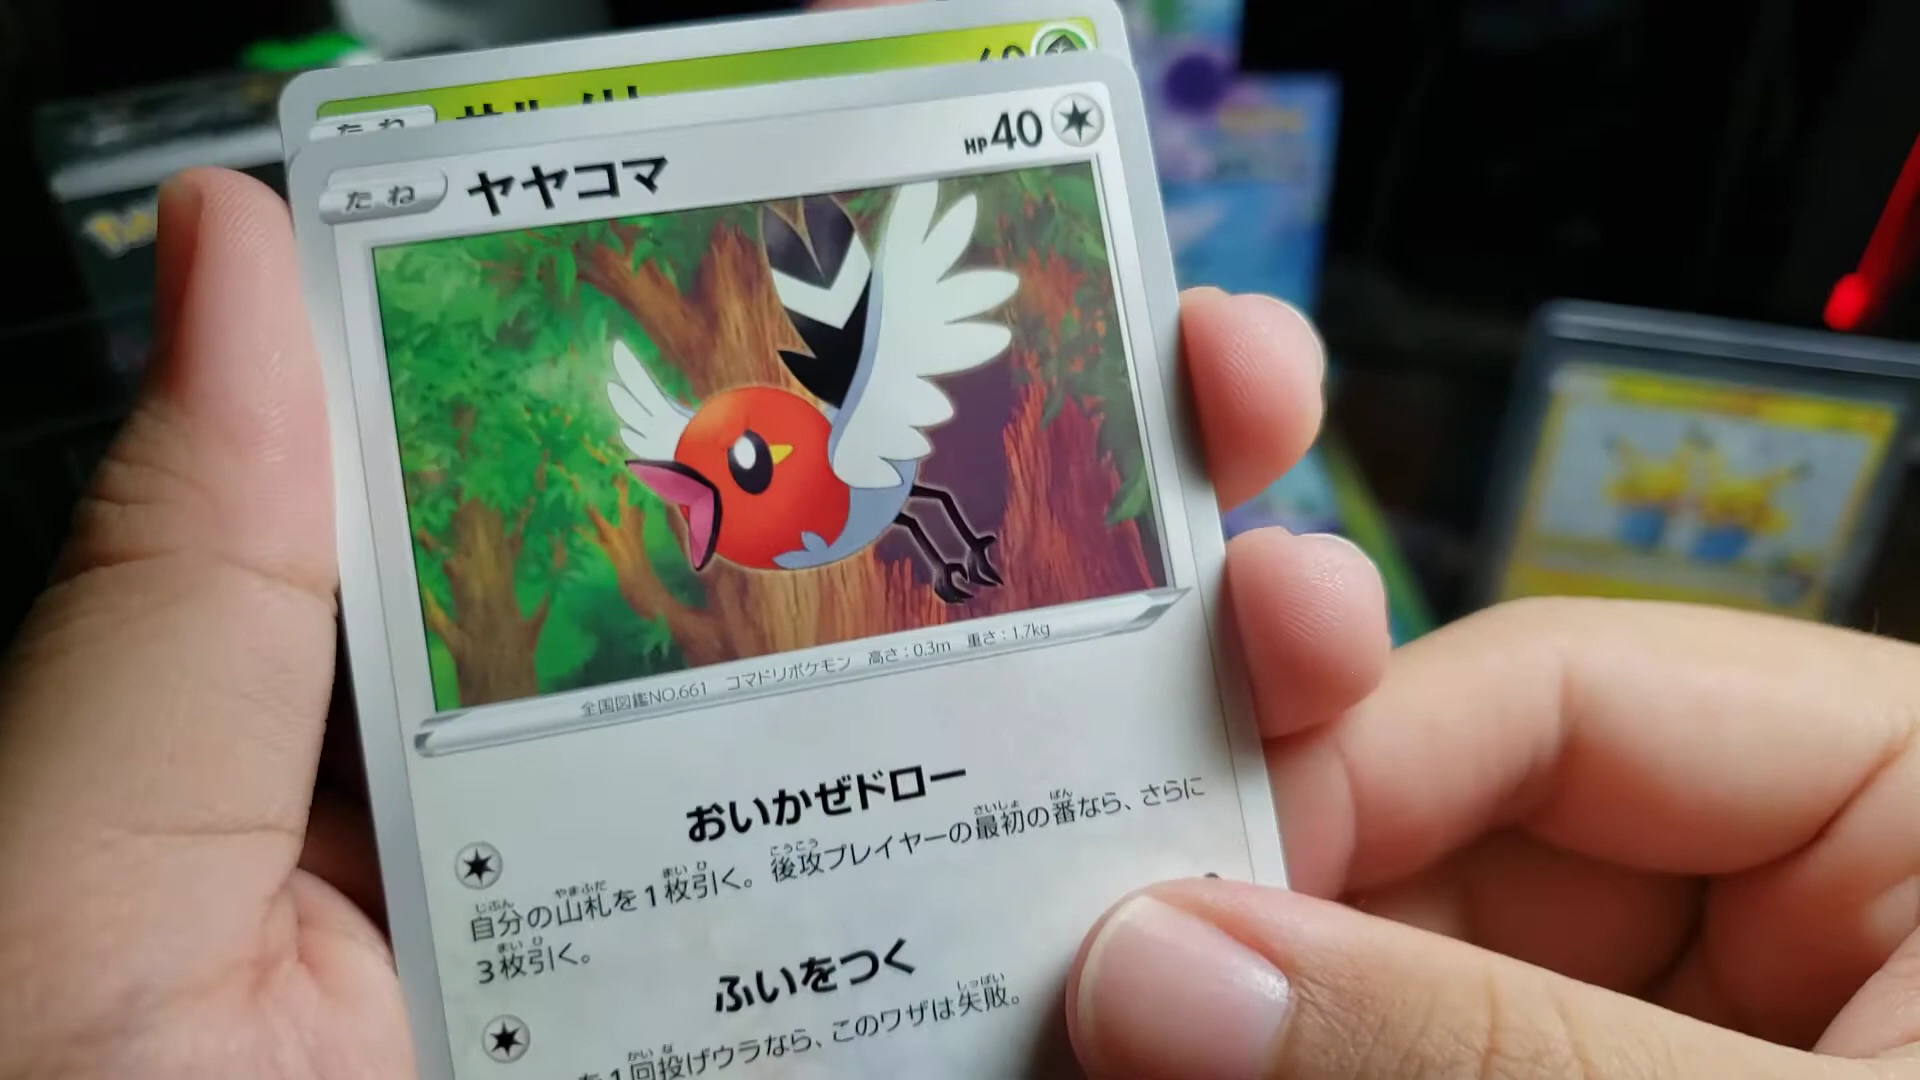 たね
たね ヤヤコマ HP40
全国図鑑NO.661 コマドリポケモン 高さ：0.3m 重さ：1.7kg
おいかぜドロー
自分の山札を1枚引く。後攻プレイヤーの最初の番なら、さらに
3枚引く。
ふいをつく
を1回投げウラなら、このワザは失敗。